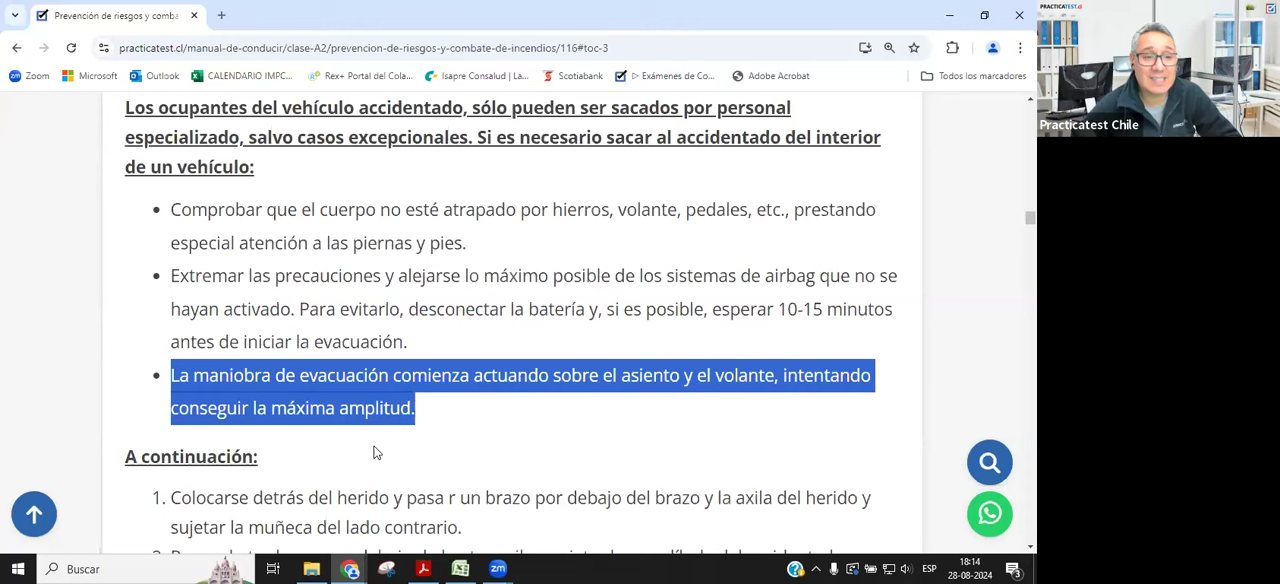 Prevención de riesgos y comba
practicatest.cl/manual-de-conducir/clase-A2/prevencion-de-riesgos-y-combate-de-incendios/116#toc-3
Zoom
Microsoft
Outlook
CALENDARIO IMPC...
Rex+ Portal del Cola...
Isapre Consalud | La...
Scotiabank
▷ Exámenes de Co...
Adobe Acrobat
Todos los marcadores
PRACTICATEST.cl
Practicatest Chile
Los ocupantes del vehículo accidentado, sólo pueden ser sacados por personal
especializado, salvo casos excepcionales. Si es necesario sacar al accidentado del interior
de un vehículo:
• Comprobar que el cuerpo no esté atrapado por hierros, volante, pedales, etc., prestando
especial atención a las piernas y pies.
• Extremar las precauciones y alejarse lo máximo posible de los sistemas de airbag que no se
hayan activado. Para evitarlo, desconectar la batería y, si es posible, esperar 10-15 minutos
antes de iniciar la evacuación.
• La maniobra de evacuación comienza actuando sobre el asiento y el volante, intentando
conseguir la máxima amplitud.
A continuación:
1. Colocarse detrás del herido y pasa r un brazo por debajo del brazo y la axila del herido y
sujetar la muñeca del lado contrario.
Buscar
zm
ESP
18:14
28-08-2024
3